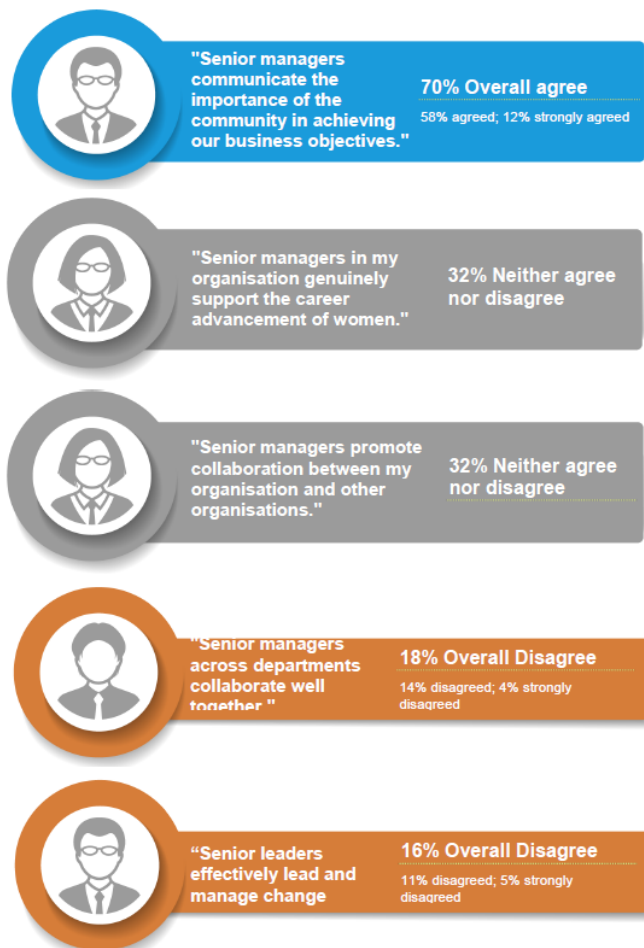 "Senior managers
communicate the
importance of the
community in achieving
our business objectives."
70% Overall agree
58% agreed; 12% strongly agreed
"Senior managers in my
organisation genuinely
support the career
advancement of women."
32% Neither agree
nor disagree
"Senior managers promote
collaboration between my
organisation and other
organisations."
32% Neither agree
nor disagree
"Senior managers
across departments
collaborate well
together."
18% Overall Disagree
14% disagreed; 4% strongly
disagreed
“Senior leaders
effectively lead and
manage change
16% Overall Disagree
11% disagreed; 5% strongly
disagreed